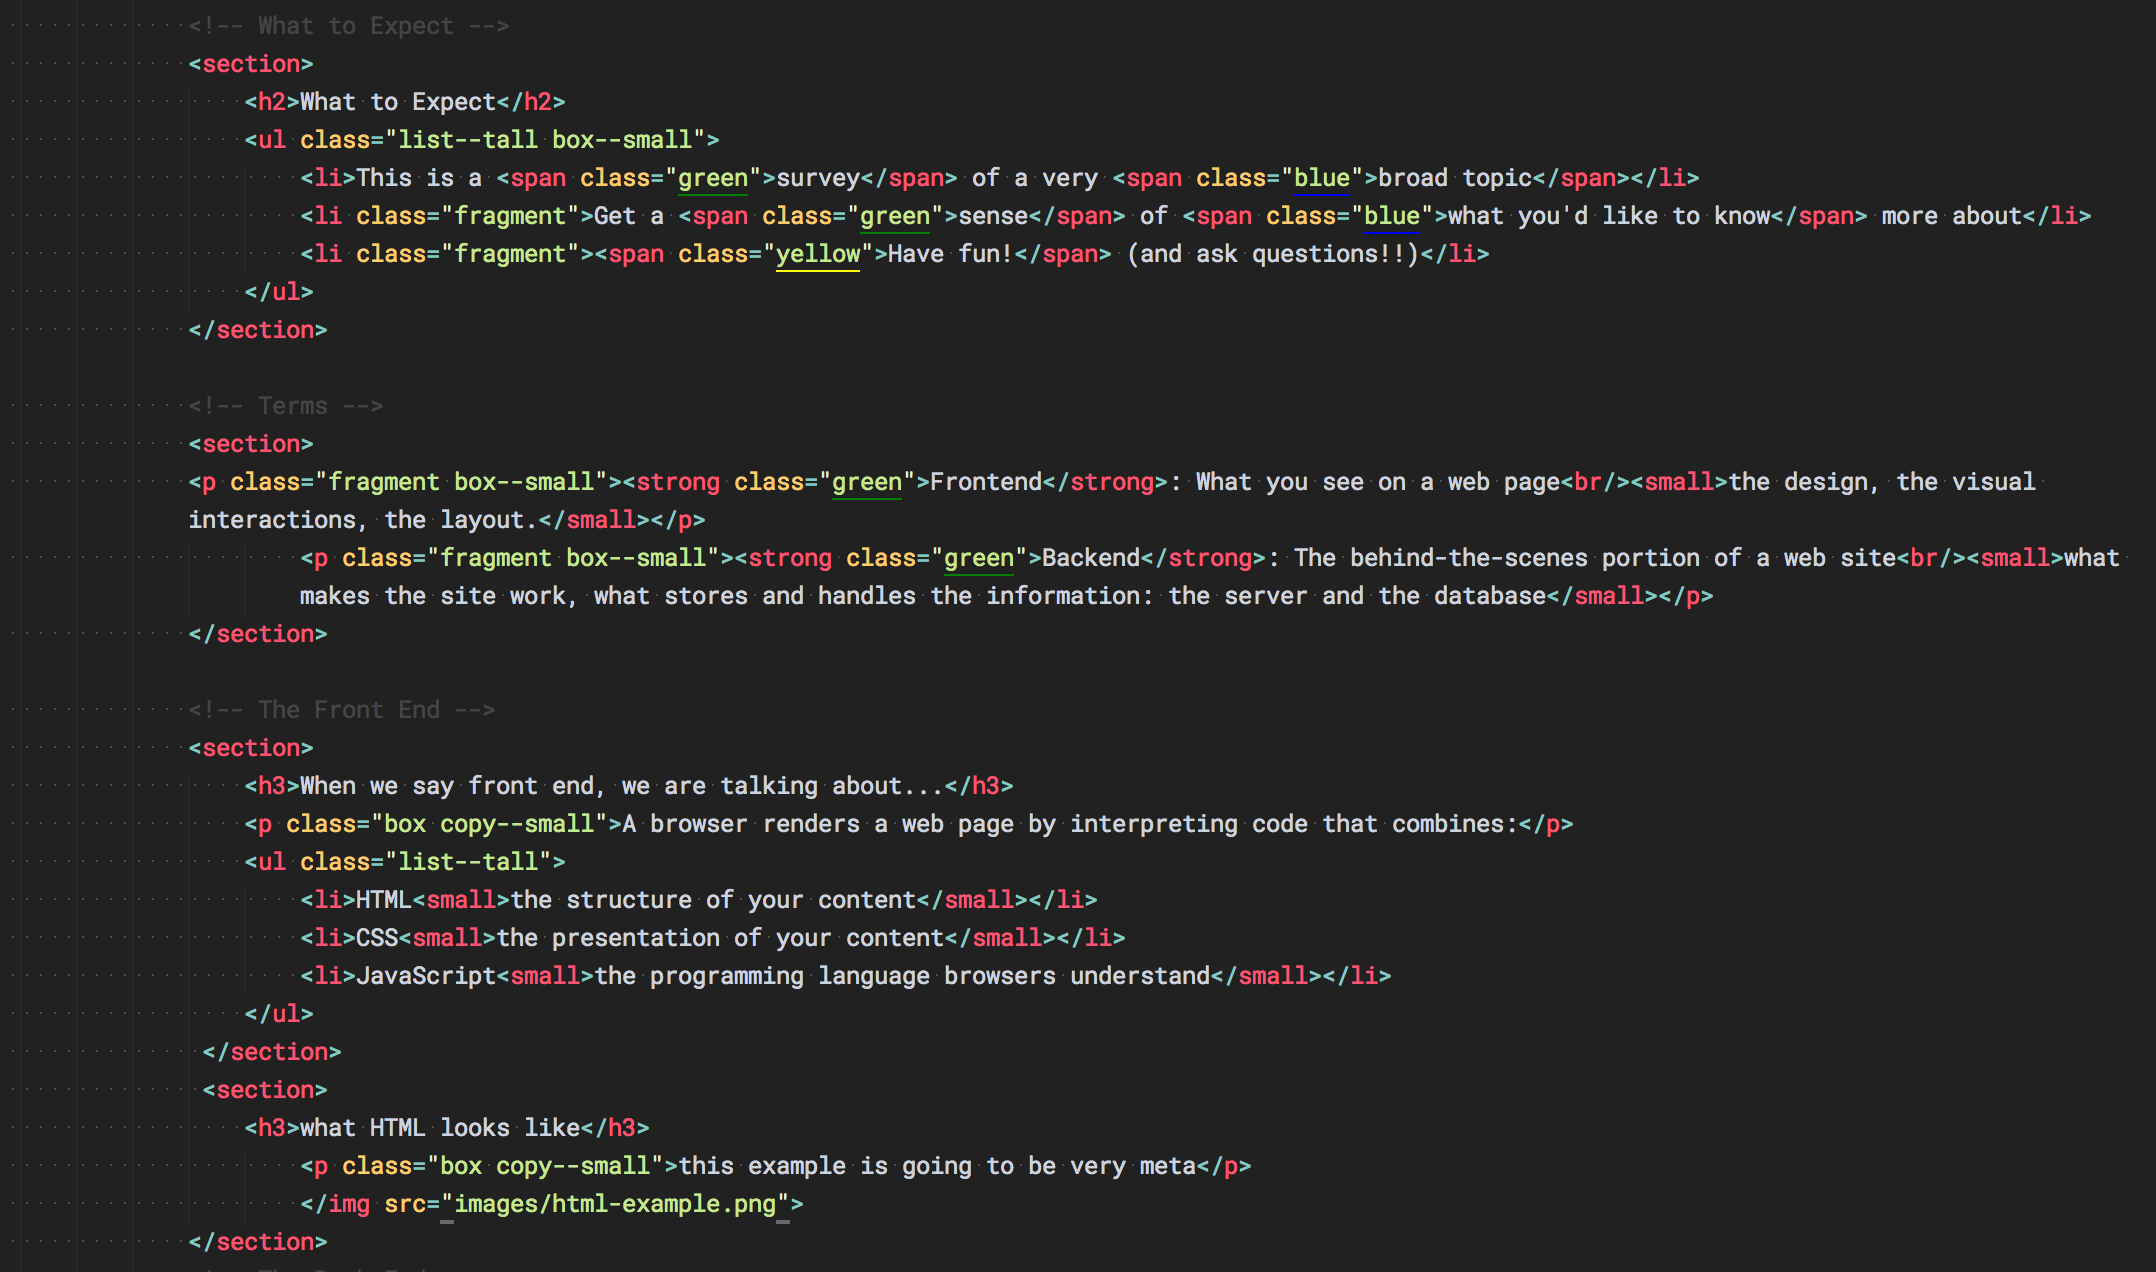 <!-- What to Expect -->
<section>
<h2>What to Expect</h2>
<ul class="list--tall box--small">
<li>This is a <span class="green">survey</span> of a very <span class="blue">broad topic</span></li>
<li class="fragment">Get a <span class="green">sense</span> of <span class="blue">what you'd like to know</span> more about</li>
<li class="fragment"><span class="yellow">Have fun!</span> (and ask questions!!)</li>
</ul>
</section>
<!-- Terms -->
<section>
<p class="fragment box--small"><strong class="green">Frontend</strong>: What you see on a web page<br/><small>the design, the visual
interactions, the layout.</small></p>
<p class="fragment box--small"><strong class="green">Backend</strong>: The behind-the-scenes portion of a web site<br/><small>what
makes the site work, what stores and handles the information: the server and the database</small></p>
</section>
<!-- The Front End -->
<section>
<h3>When we say front end, we are talking about...</h3>
<p class="box copy--small">A browser renders a web page by interpreting code that combines:</p>
<ul class="list--tall">
<li>HTML<small>the structure of your content</small></li>
<li>CSS<small>the presentation of your content</small></li>
<li>JavaScript<small>the programming language browsers understand</small></li>
</ul>
</section>
<section>
<h3>what HTML looks like</h3>
<p class="box copy--small">this example is going to be very meta</p>
</img src="images/html-example.png">
</section>